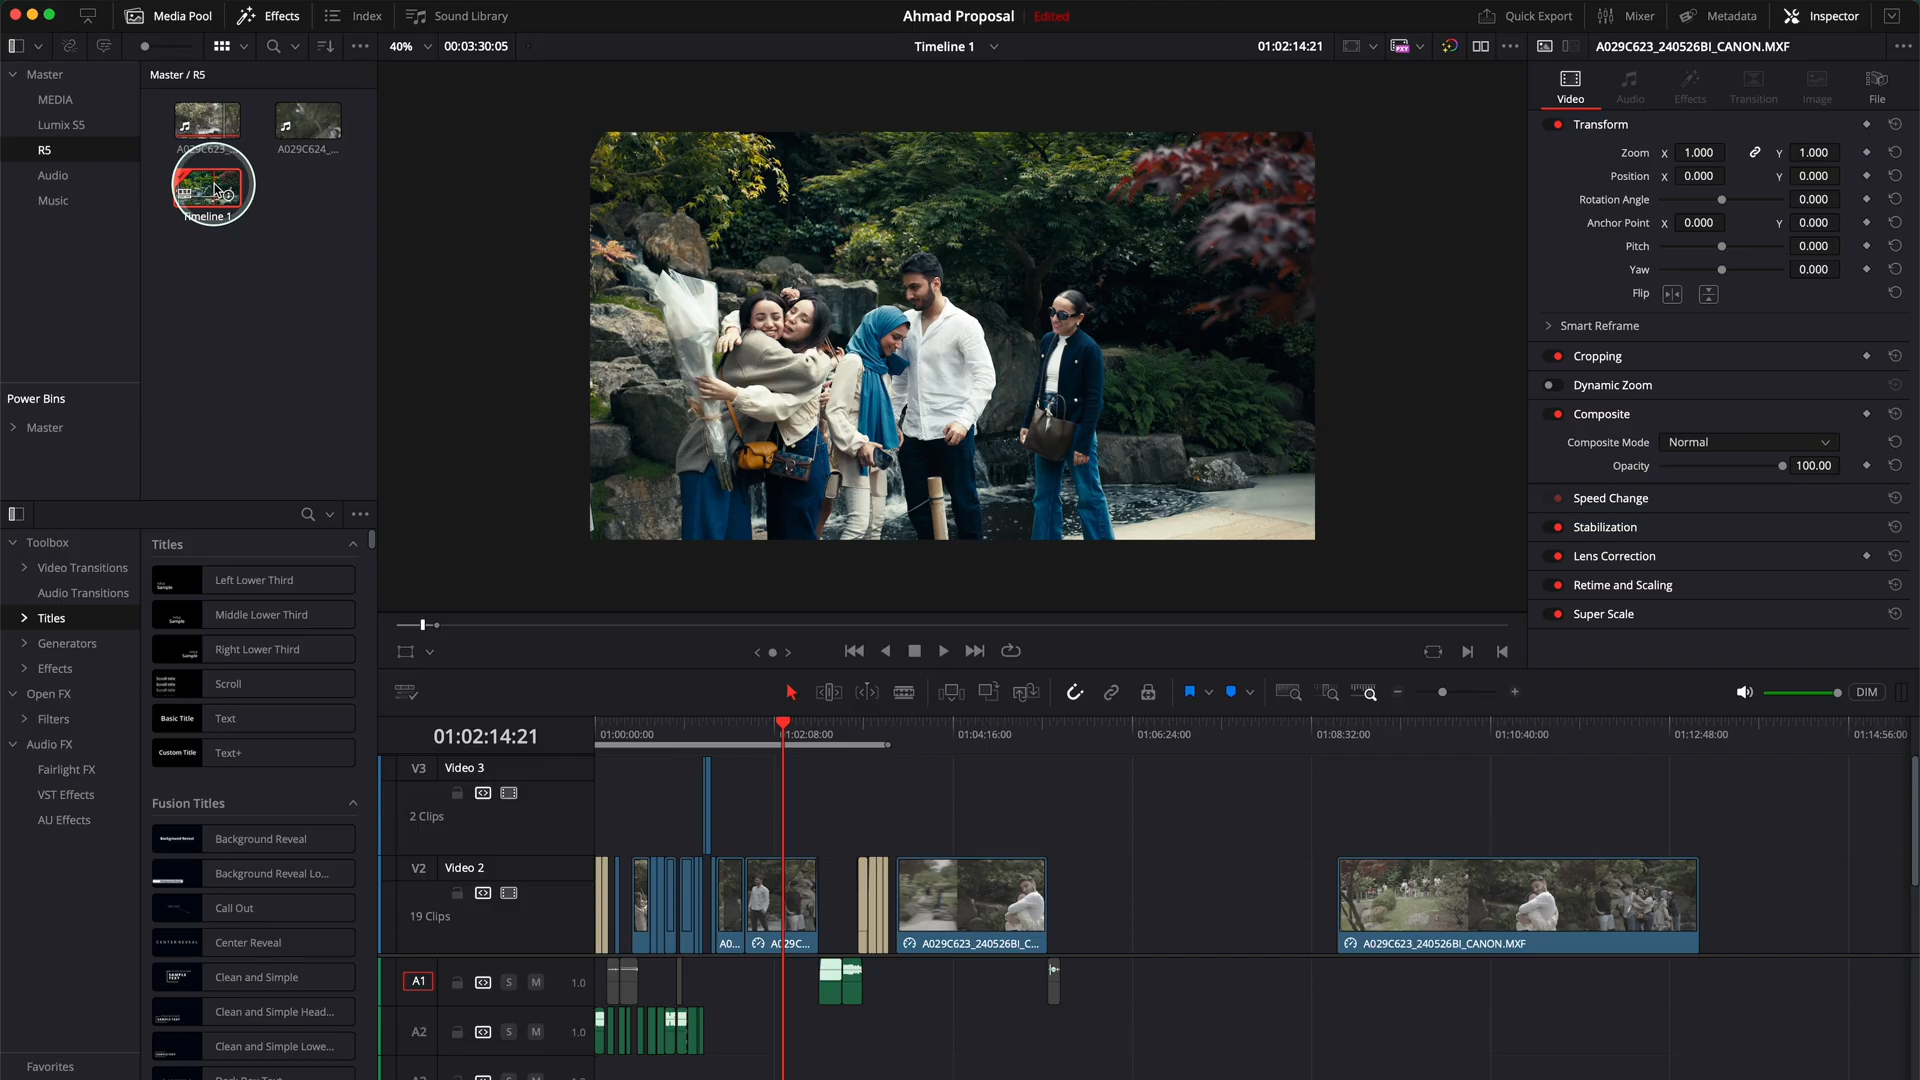 Media Pool
Effects
Index
Sound Library
Ahmad Proposal
Edited
Quick Export
Mixer
Metadata
Inspector
40%
00:03:30:05
Timeline 1
01:02:14:21
A029C623_240526BI_CANON.MXF
Master
MEDIA
Lumix S5
R5
Audio
Music
Power Bins
Master
Master / R5
A029C623_...
A029C624_...
Timeline 1
Video
Audio
Effects
Transition
Image
File
Transform
Zoom X 1.000 Y 1.000
Position X 0.000 Y 0.000
Rotation Angle 0.000
Anchor Point X 0.000 Y 0.000
Pitch 0.000
Yaw 0.000
Flip
Smart Reframe
Cropping
Dynamic Zoom
Composite
Composite Mode Normal
Opacity 100.00
Speed Change
Stabilization
Lens Correction
Retime and Scaling
Super Scale
Toolbox
Video Transitions
Audio Transitions
Titles
Generators
Effects
Open FX
Filters
Audio FX
Fairlight FX
VST Effects
AU Effects
Favorites
Titles
Left Lower Third
Middle Lower Third
Right Lower Third
Scroll
Basic Title Text
Custom Title Text+
Fusion Titles
Background Reveal Background Reveal
Background Reveal Lo...
Call Out
CENTER REVEAL Center Reveal
Clean and Simple
Clean and Simple Head...
Clean and Simple Lowe...
DIM
01:02:14:21
01:00:00:00
01:02:08:00
01:04:16:00
01:06:24:00
01:08:32:00
01:10:40:00
01:12:48:00
01:14:56:00
V3 Video 3
2 Clips
V2 Video 2
19 Clips
A0...
A029C...
A029C623_240526BI_C...
A029C623_240526BI_CANON.MXF
A1 S M 1.0
A2 S M 1.0